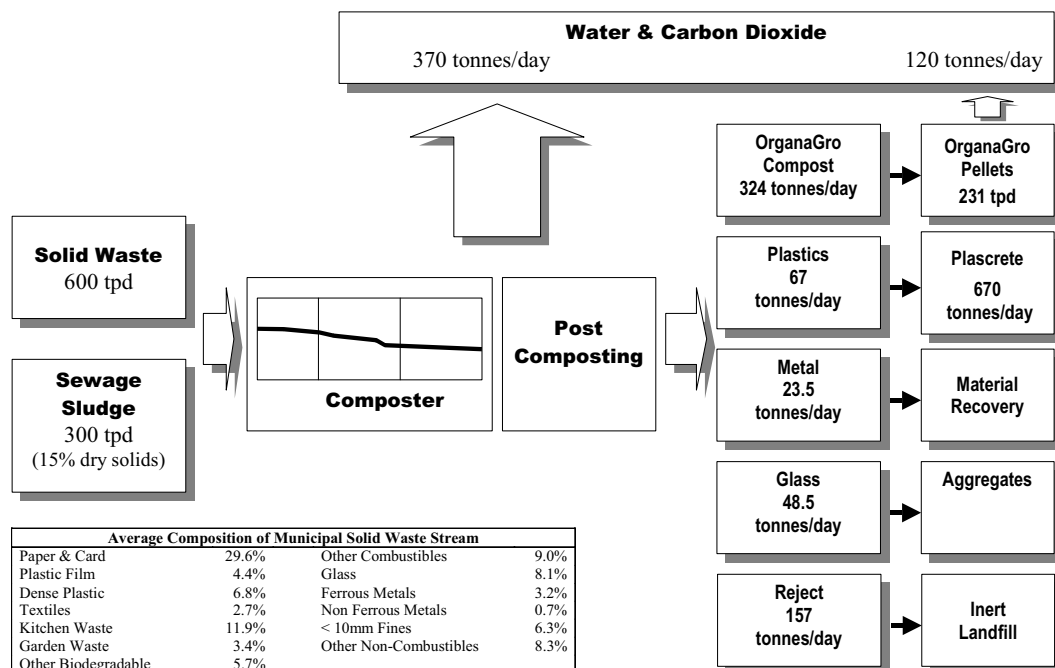 Water & Carbon Dioxide
370 tonnes/day 120 tonnes/day
OrganaGro
Compost
324 tonnes/day
OrganaGro
Pellets
231 tpd
Solid Waste
600 tpd
Sewage
Sludge
300 tpd
(15% dry solids)
Composter
Post
Composting
Plastics
67
tonnes/day
Plascrete
670
tonnes/day
Metal
23.5
tonnes/day
Material
Recovery
Glass
48.5
tonnes/day
Aggregates
Reject
157
tonnes/day
Inert
Landfill
Average Composition of Municipal Solid Waste Stream
Paper & Card 29.6% Other Combustibles 9.0%
Plastic Film 4.4% Glass 8.1%
Dense Plastic 6.8% Ferrous Metals 3.2%
Textiles 2.7% Non Ferrous Metals 0.7%
Kitchen Waste 11.9% < 10mm Fines 6.3%
Garden Waste 3.4% Other Non-Combustibles 8.3%
Other Biodegradable 5.7%